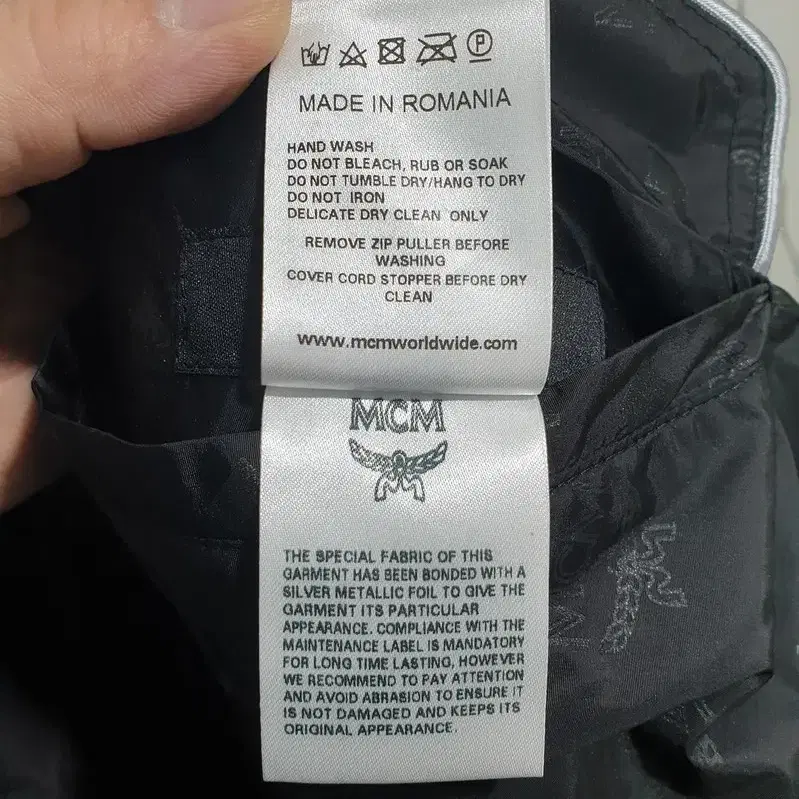 P
MADE IN ROMANIA
HAND WASH
DO NOT BLEACH, RUB OR SOAK
DO NOT TUMBLE DRY/HANG TO DRY
DO NOT IRON
DELICATE DRY CLEAN ONLY
REMOVE ZIP PULLER BEFORE
WASHING
COVER CORD STOPPER BEFORE DRY
CLEAN
www.mcmworldwide.com
MCM
THE SPECIAL FABRIC OF THIS
GARMENT HAS BEEN BONDED WITH A
SILVER METALLIC FOIL TO GIVE THE
GARMENT ITS PARTICULAR
APPEARANCE. COMPLIANCE WITH THE
MAINTENANCE LABEL IS MANDATORY
FOR LONG TIME LASTING, HOWEVER
WE RECOMMEND TO PAY ATTENTION
AND AVOID ABRASION TO ENSURE IT
IS NOT DAMAGED AND KEEPS ITS
ORIGINAL APPEARANCE.